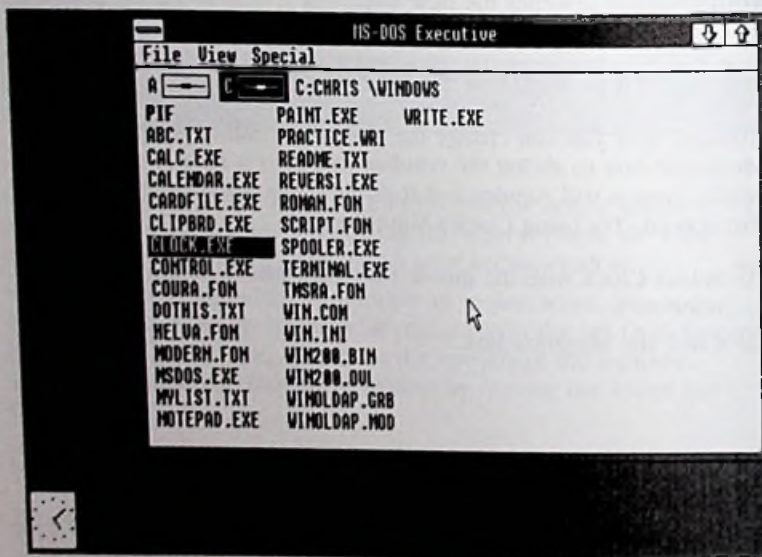 MS-DOS Executive
File View Special
A C C:CHRIS \WINDOWS
PIF PAINT.EXE WRITE.EXE
ABC.TXT PRACTICE.WRI
CALC.EXE README.TXT
CALENDAR.EXE REVERSI.EXE
CARDFILE.EXE ROMAN.FON
CLIPBRD.EXE SCRIPT.FON
CLOCK.EXE SPOOLER.EXE
CONTROL.EXE TERMINAL.EXE
COURA.FON TMSRA.FON
DOTHIS.TXT WIN.COM
HELVA.FON WIN.INI
MODERN.FON WIN200.BIN
MSDOS.EXE WIN200.OVL
MYLIST.TXT WINOLDAP.GRB
NOTEPAD.EXE WINOLDAP.MOD